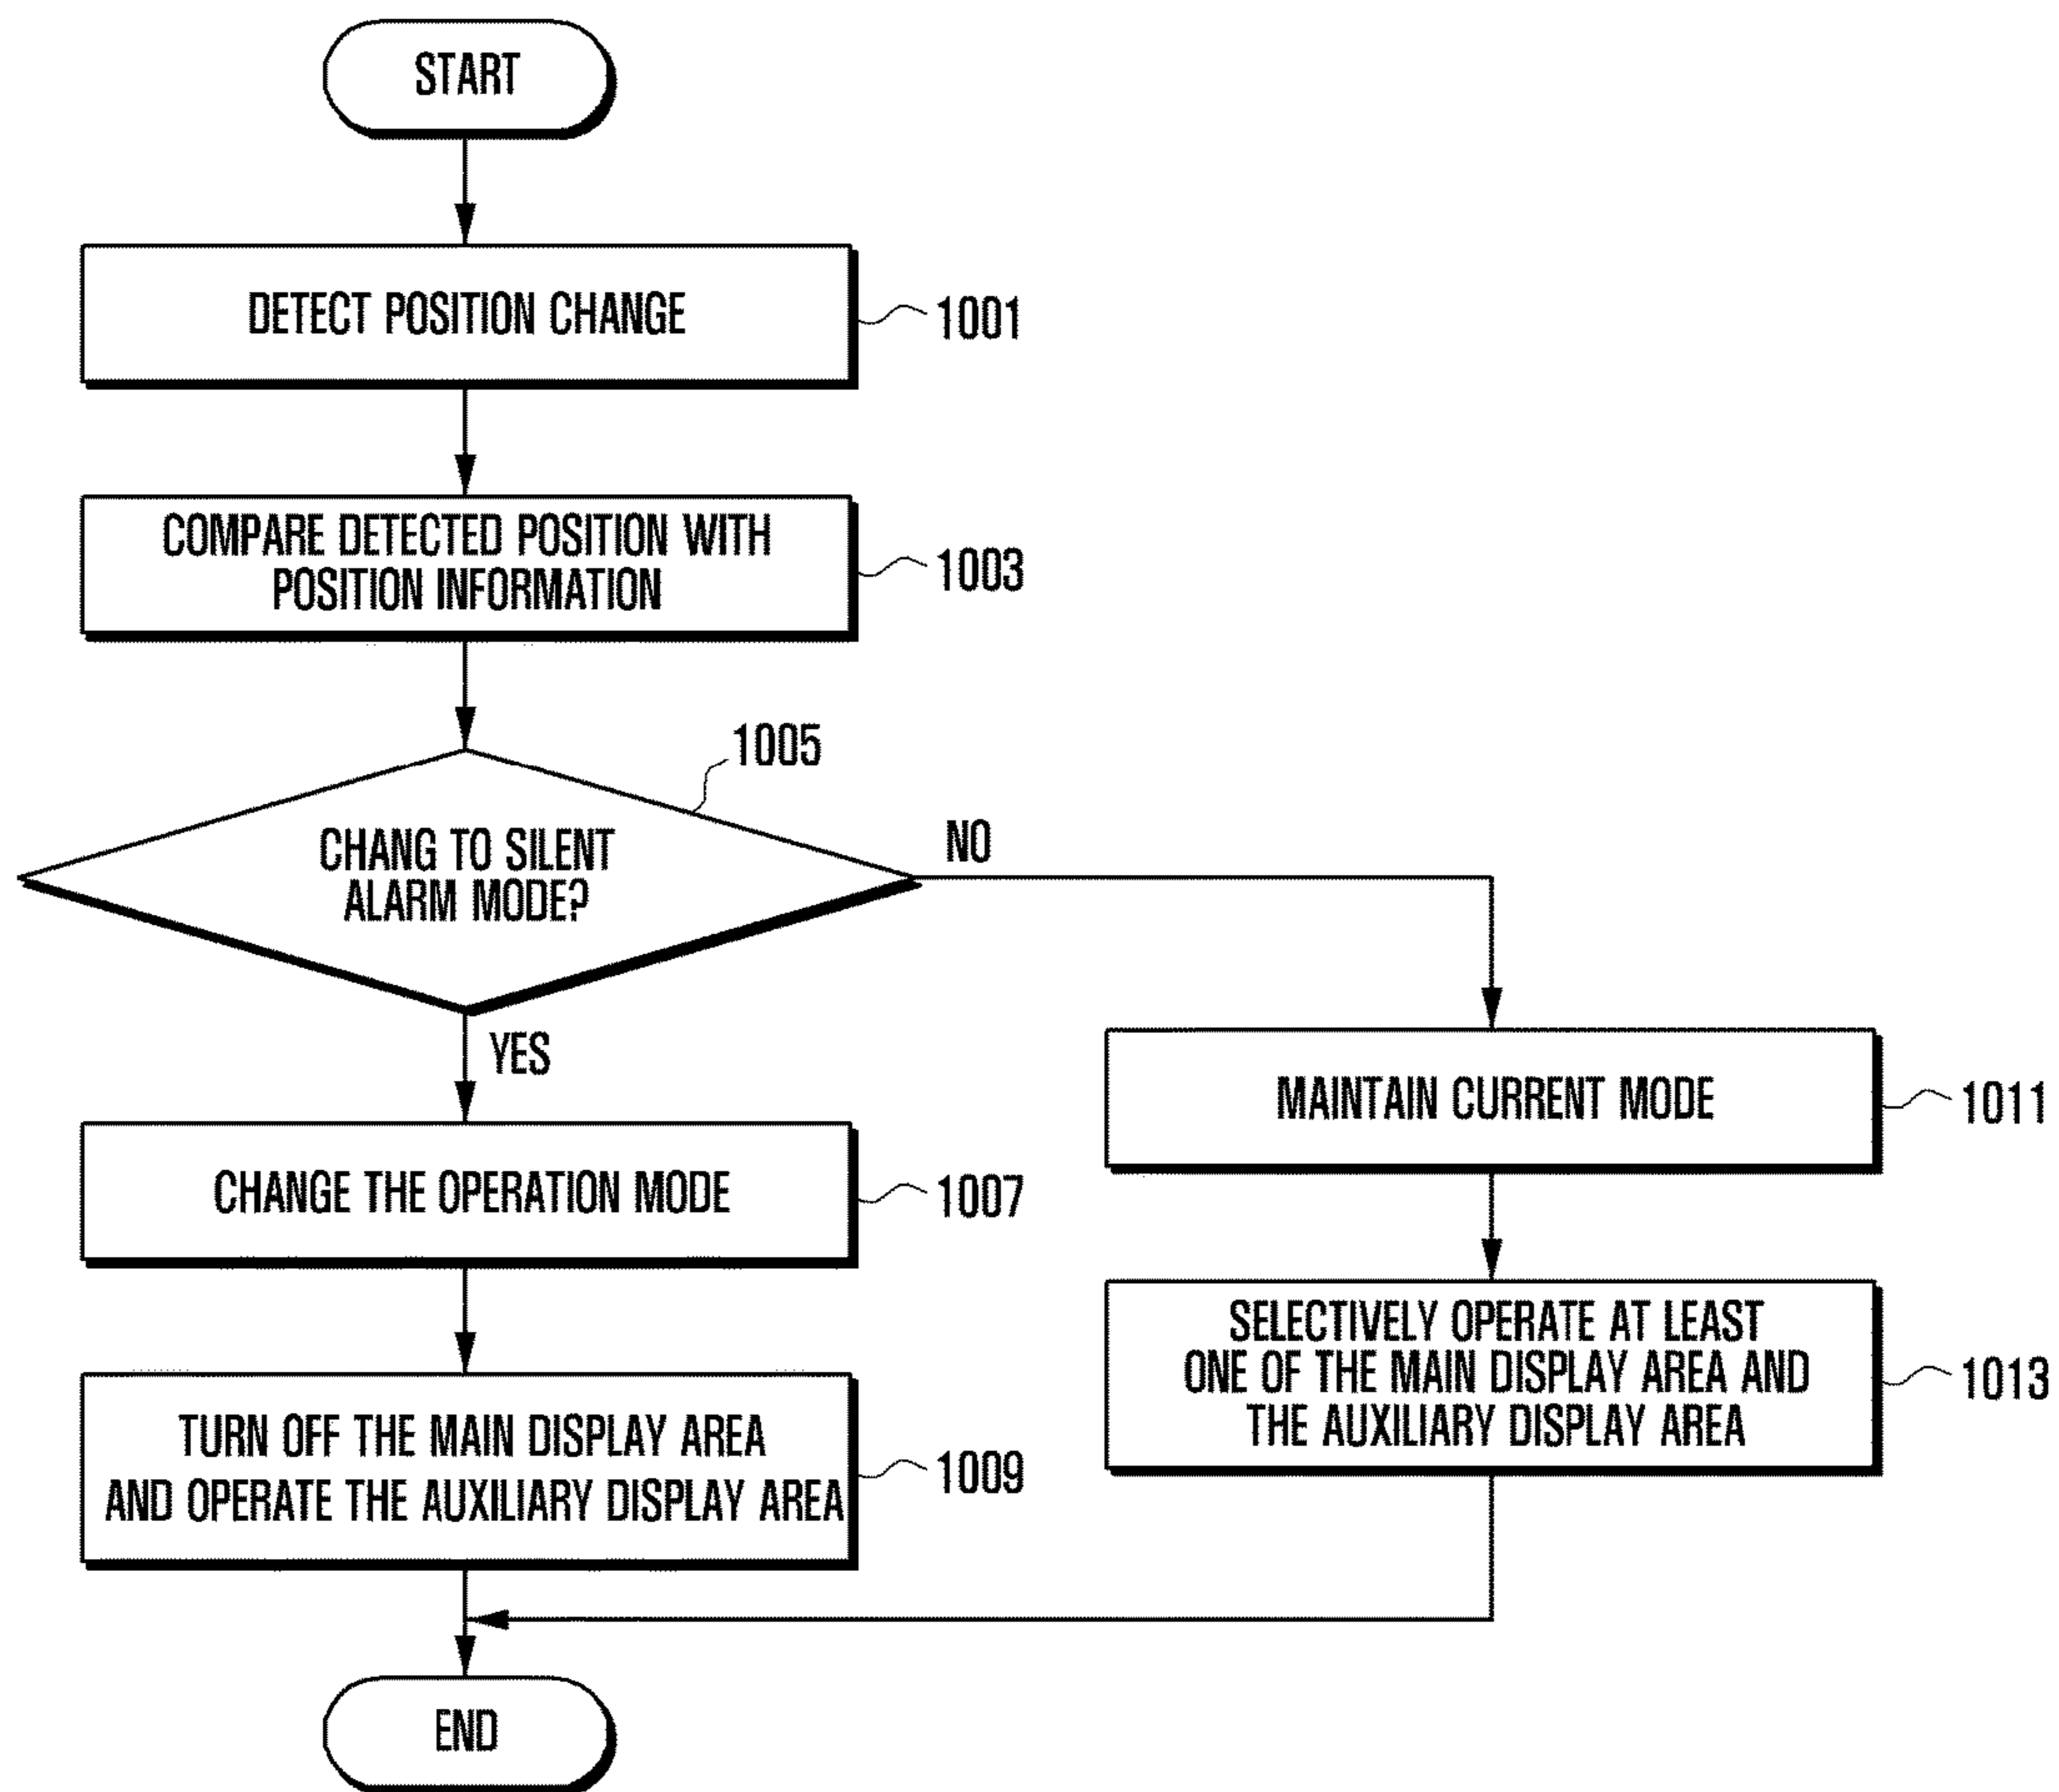 START
DETECT POSITION CHANGE
1001
COMPARE DETECTED POSITION WITH
POSITION INFORMATION
1003
1005
CHANG TO SILENT
ALARM MODE?
NO
YES
CHANGE THE OPERATION MODE
1007
TURN OFF THE MAIN DISPLAY AREA
AND OPERATE THE AUXILIARY DISPLAY AREA
1009
MAINTAIN CURRENT MODE
1011
SELECTIVELY OPERATE AT LEAST
ONE OF THE MAIN DISPLAY AREA AND
THE AUXILIARY DISPLAY AREA
1013
END